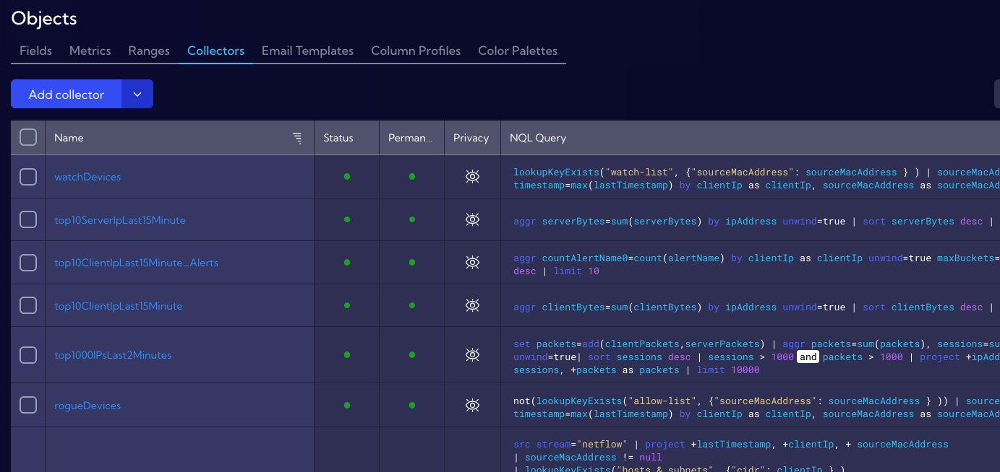 Objects
Fields Metrics Ranges Collectors Email Templates Column Profiles Color Palettes
Add collector
Name Status Perman... Privacy NQL Query
watchDevices
lookupKeyExists("watch-list", {"sourceMacAddress": sourceMacAddress } ) | sourceMacAd
timestamp=max(lastTimestamp) by clientIp as clientIp, sourceMacAddress as sourceMacAd
top10ServerIpLast15Minute
aggr serverBytes=sum(serverBytes) by ipAddress unwind=true | sort serverBytes desc |
top10ClientIpLast15Minute_Alerts
aggr countAlertName0=count(alertName) by clientIp as clientIp unwind=true maxBuckets=
desc | limit 10
top10ClientIpLast15Minute
aggr clientBytes=sum(clientBytes) by ipAddress unwind=true | sort clientBytes desc |
top1000IPsLast2Minutes
set packets=add(clientPackets,serverPackets) | aggr packets=sum(packets), sessions=su
unwind=true| sort sessions desc | sessions > 1000 and packets > 1000 | project +ipAdd
sessions, +packets as packets | limit 10000
rogueDevices
not(lookupKeyExists("allow-list", {"sourceMacAddress": sourceMacAddress } )) | source
timestamp=max(lastTimestamp) by clientIp as clientIp, sourceMacAddress as sourceMacAd
src stream="netflow" | project +lastTimestamp, +clientIp, + sourceMacAddress
| sourceMacAddress != null
| lookupKeyExists("hosts & subnets", {"cidr": clientIp } )